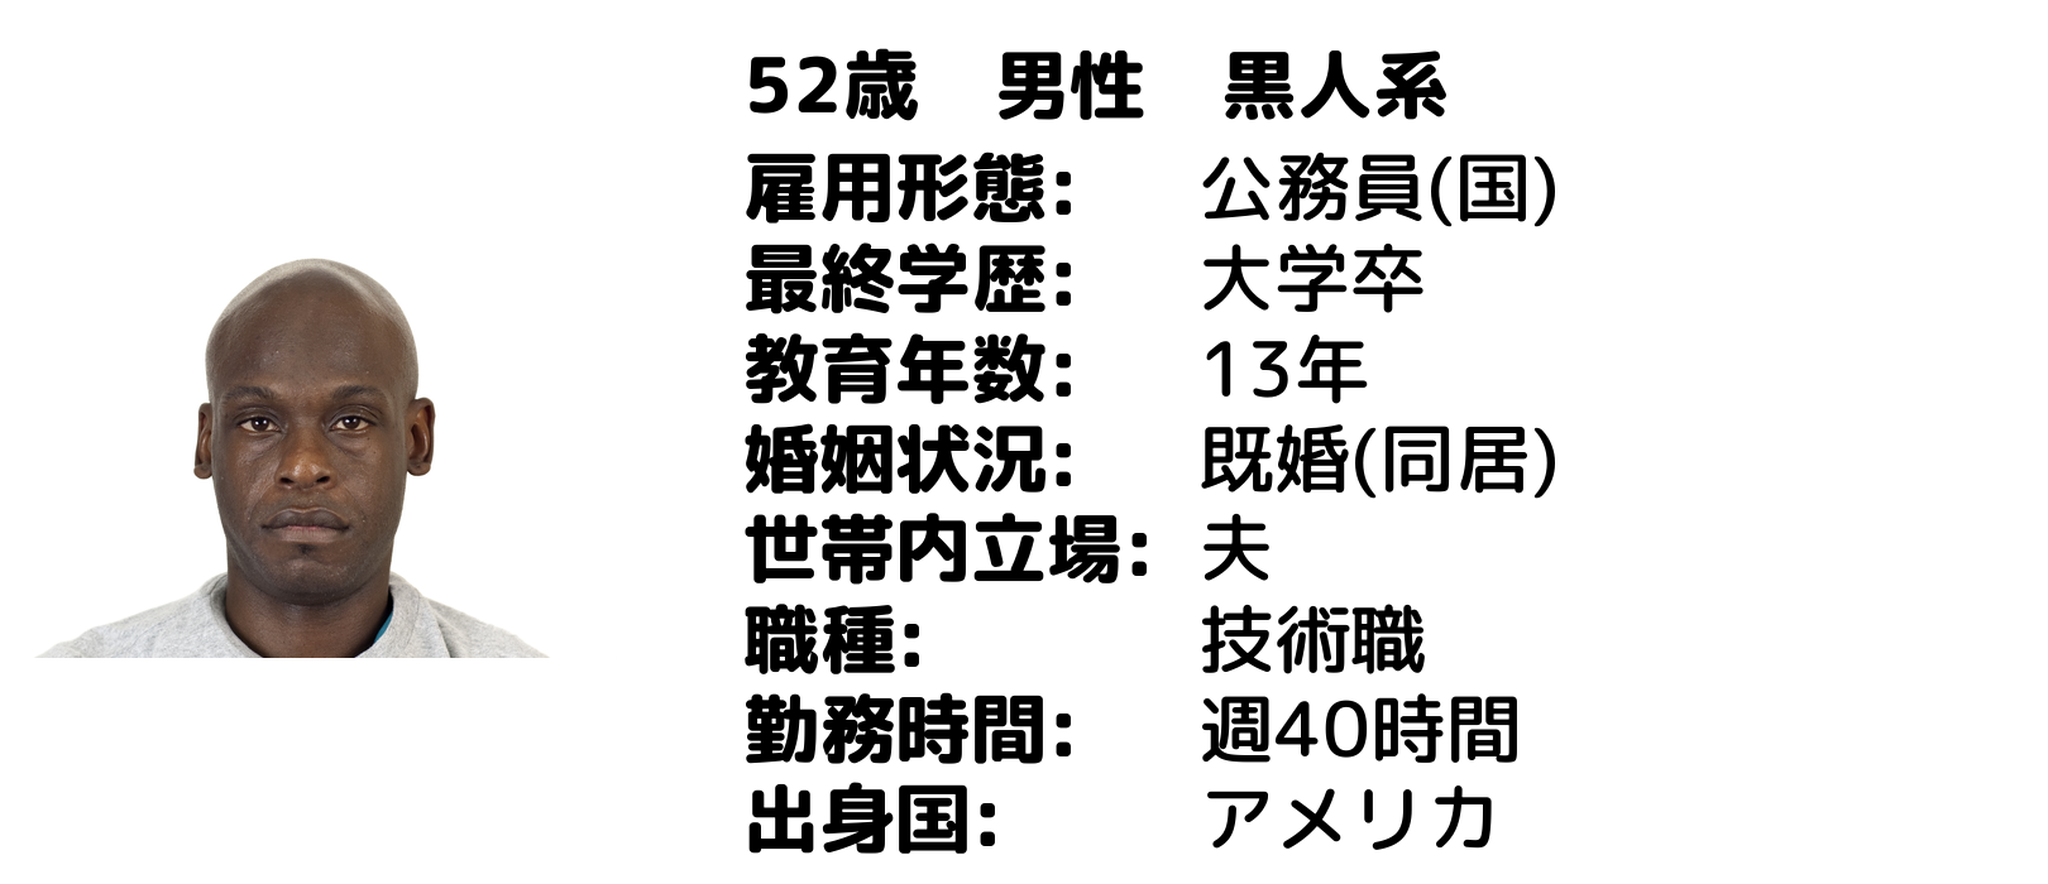 52歳　男性　黒人系
雇用形態: 公務員(国)
最終学歴: 大学卒
教育年数: 13年
婚姻状況: 既婚(同居)
世帯内立場: 夫
職種: 技術職
勤務時間: 週40時間
出身国: アメリカ